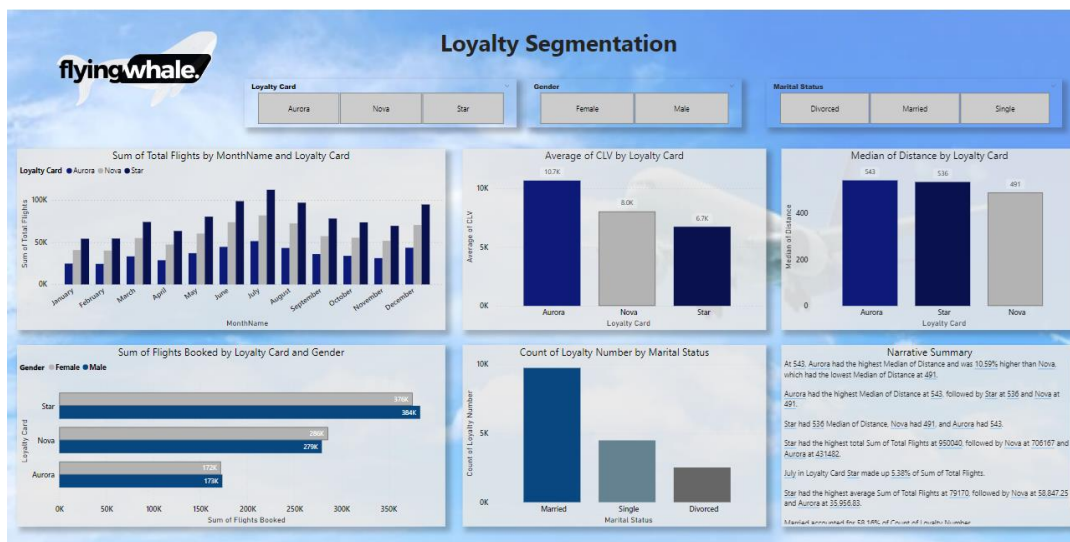 flyingwhale.
Loyalty Segmentation
Loyalty Card
Aurora
Nova
Star
Gender
Female
Male
Marital Status
Divorced
Married
Single
Sum of Total Flights by MonthName and Loyalty Card
Loyalty Card Aurora Nova Star
Sum of Total Flights
100K
50K
0K
January
February
March
April
May
June
July
August
September
October
November
December
MonthName
Average of CLV by Loyalty Card
Average of CLV
10K
5K
0K
10.7K
8.0K
6.7K
Aurora
Nova
Star
Loyalty Card
Median of Distance by Loyalty Card
Median of Distance
400
200
0
543
536
491
Aurora
Star
Nova
Loyalty Card
Sum of Flights Booked by Loyalty Card and Gender
Gender Female Male
Loyalty Card
Star
376K
384K
Nova
286K
279K
Aurora
172K
173K
0K
50K
100K
150K
200K
250K
300K
350K
Sum of Flights Booked
Count of Loyalty Number by Marital Status
Count of Loyalty Number
10K
5K
0K
Married
Single
Divorced
Marital Status
Narrative Summary
At 543, Aurora had the highest Median of Distance and was 10.59% higher than Nova,
which had the lowest Median of Distance at 491.
Aurora had the highest Median of Distance at 543, followed by Star at 536 and Nova at
491.
Star had 536 Median of Distance, Nova had 491, and Aurora had 543.
Star had the highest total Sum of Total Flights at 950040, followed by Nova at 706167 and
Aurora at 431482.
July in Loyalty Card Star made up 5.38% of Sum of Total Flights.
Star had the highest average Sum of Total Flights at 79170, followed by Nova at 58,847.25
and Aurora at 35,956.83.
Married accounted for 58.16% of Count of Loyalty Number.